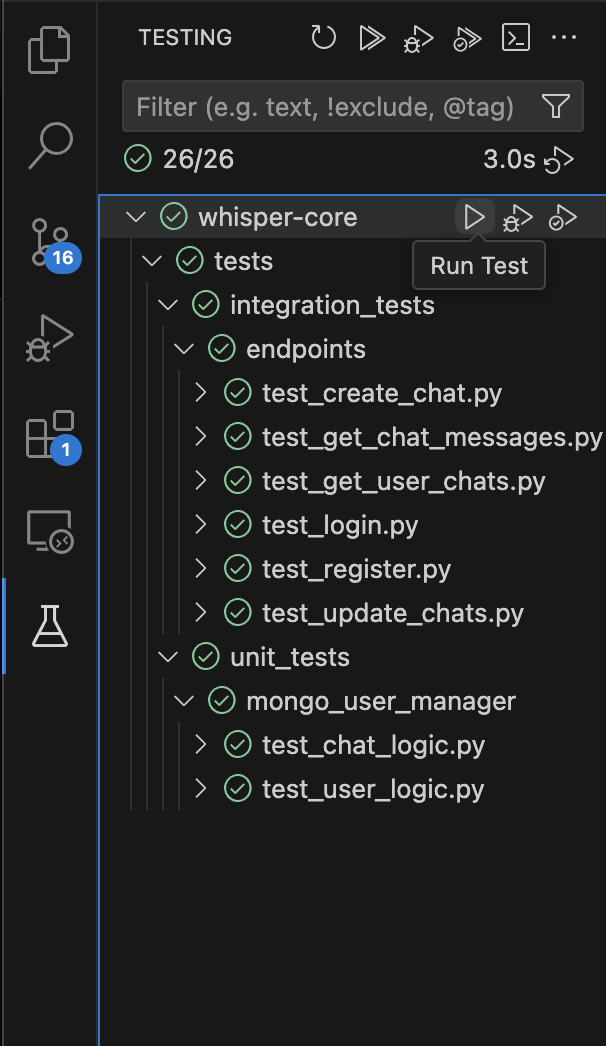 TESTING
Filter (e.g. text, !exclude, @tag)
26/26 3.0s
whisper-core
Run Test
tests
integration_tests
endpoints
test_create_chat.py
test_get_chat_messages.py
test_get_user_chats.py
test_login.py
test_register.py
test_update_chats.py
unit_tests
mongo_user_manager
test_chat_logic.py
test_user_logic.py
16
1